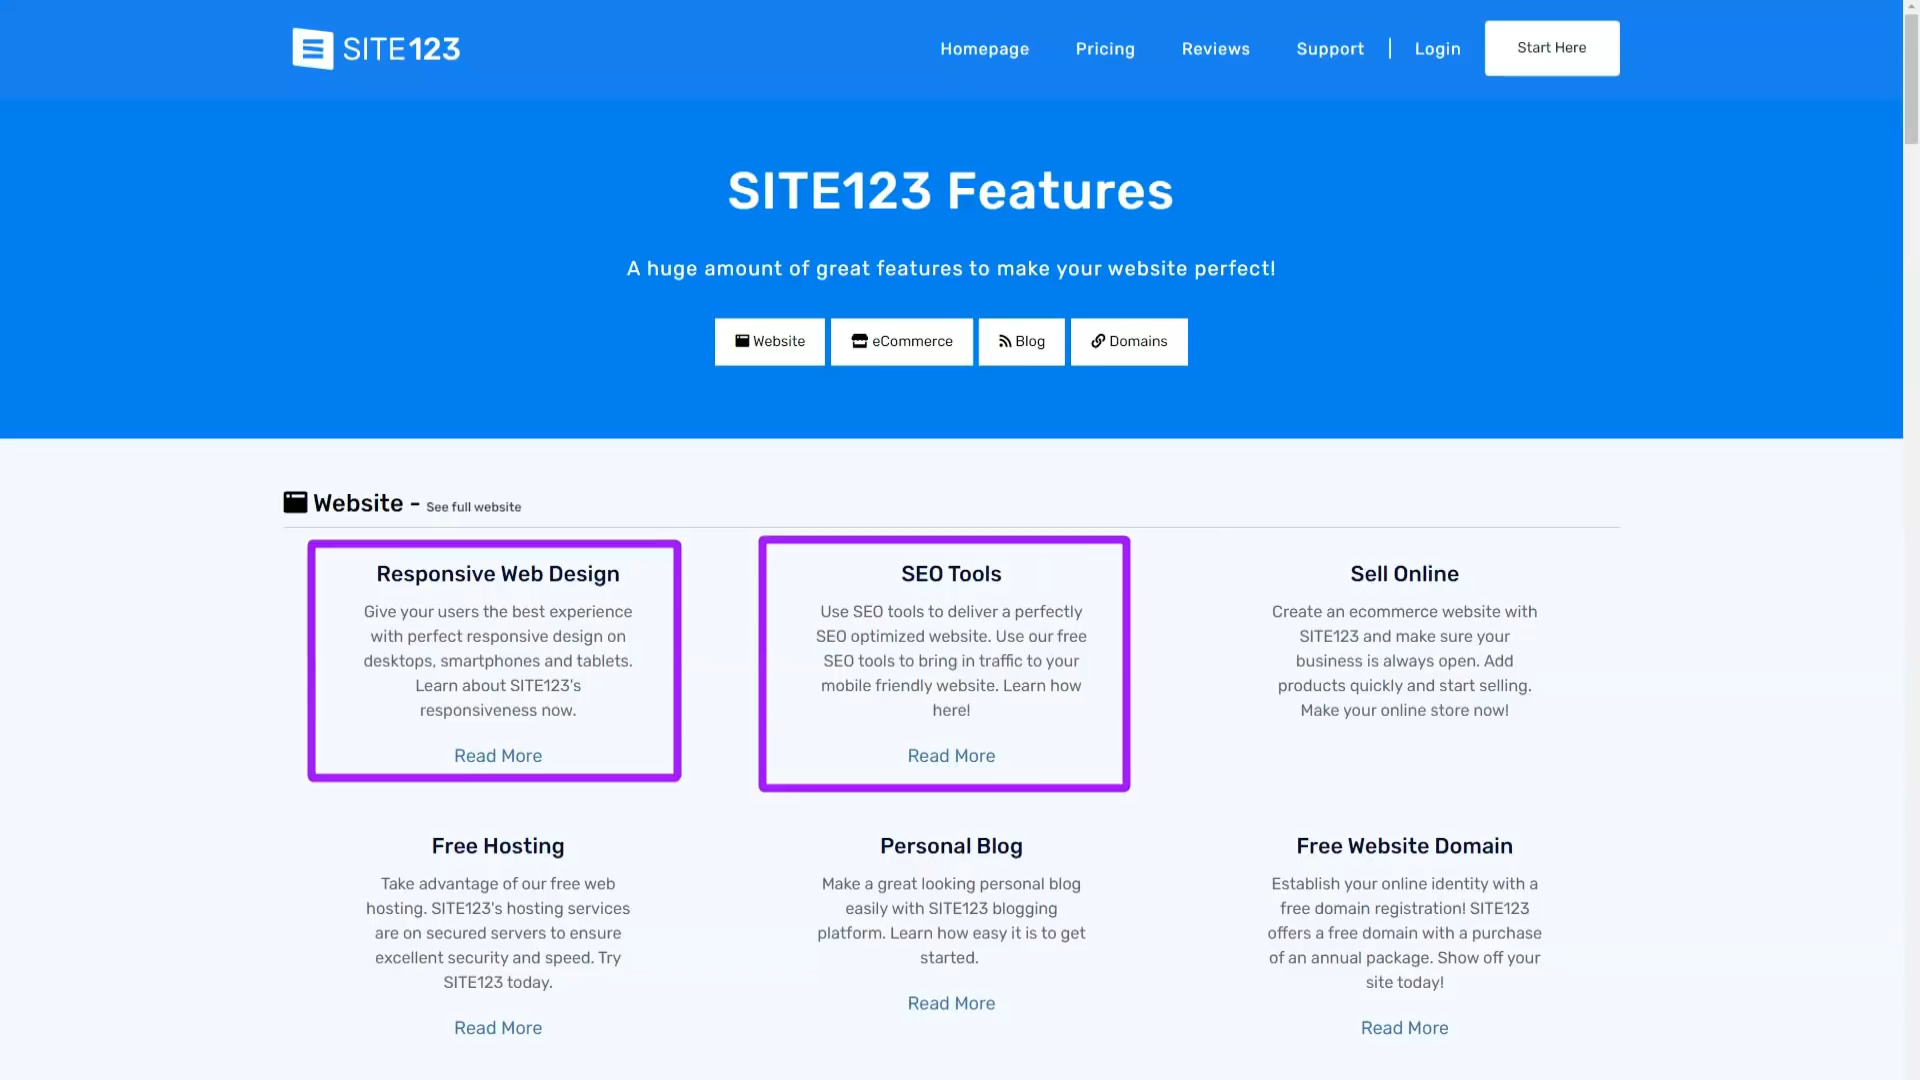 SITE123
Homepage
Pricing
Reviews
Support
Login
Start Here
SITE123 Features
A huge amount of great features to make your website perfect!
Website
eCommerce
Blog
Domains
Website - See full website
Responsive Web Design
Give your users the best experience
with perfect responsive design on
desktops, smartphones and tablets.
Learn about SITE123's
responsiveness now.
Read More
SEO Tools
Use SEO tools to deliver a perfectly
SEO optimized website. Use our free
SEO tools to bring in traffic to your
mobile friendly website. Learn how
here!
Read More
Sell Online
Create an ecommerce website with
SITE123 and make sure your
business is always open. Add
products quickly and start selling.
Make your online store now!
Free Hosting
Take advantage of our free web
hosting. SITE123's hosting services
are on secured servers to ensure
excellent security and speed. Try
SITE123 today.
Read More
Personal Blog
Make a great looking personal blog
easily with SITE123 blogging
platform. Learn how easy it is to get
started.
Read More
Free Website Domain
Establish your online identity with a
free domain registration! SITE123
offers a free domain with a purchase
of an annual package. Show off your
site today!
Read More